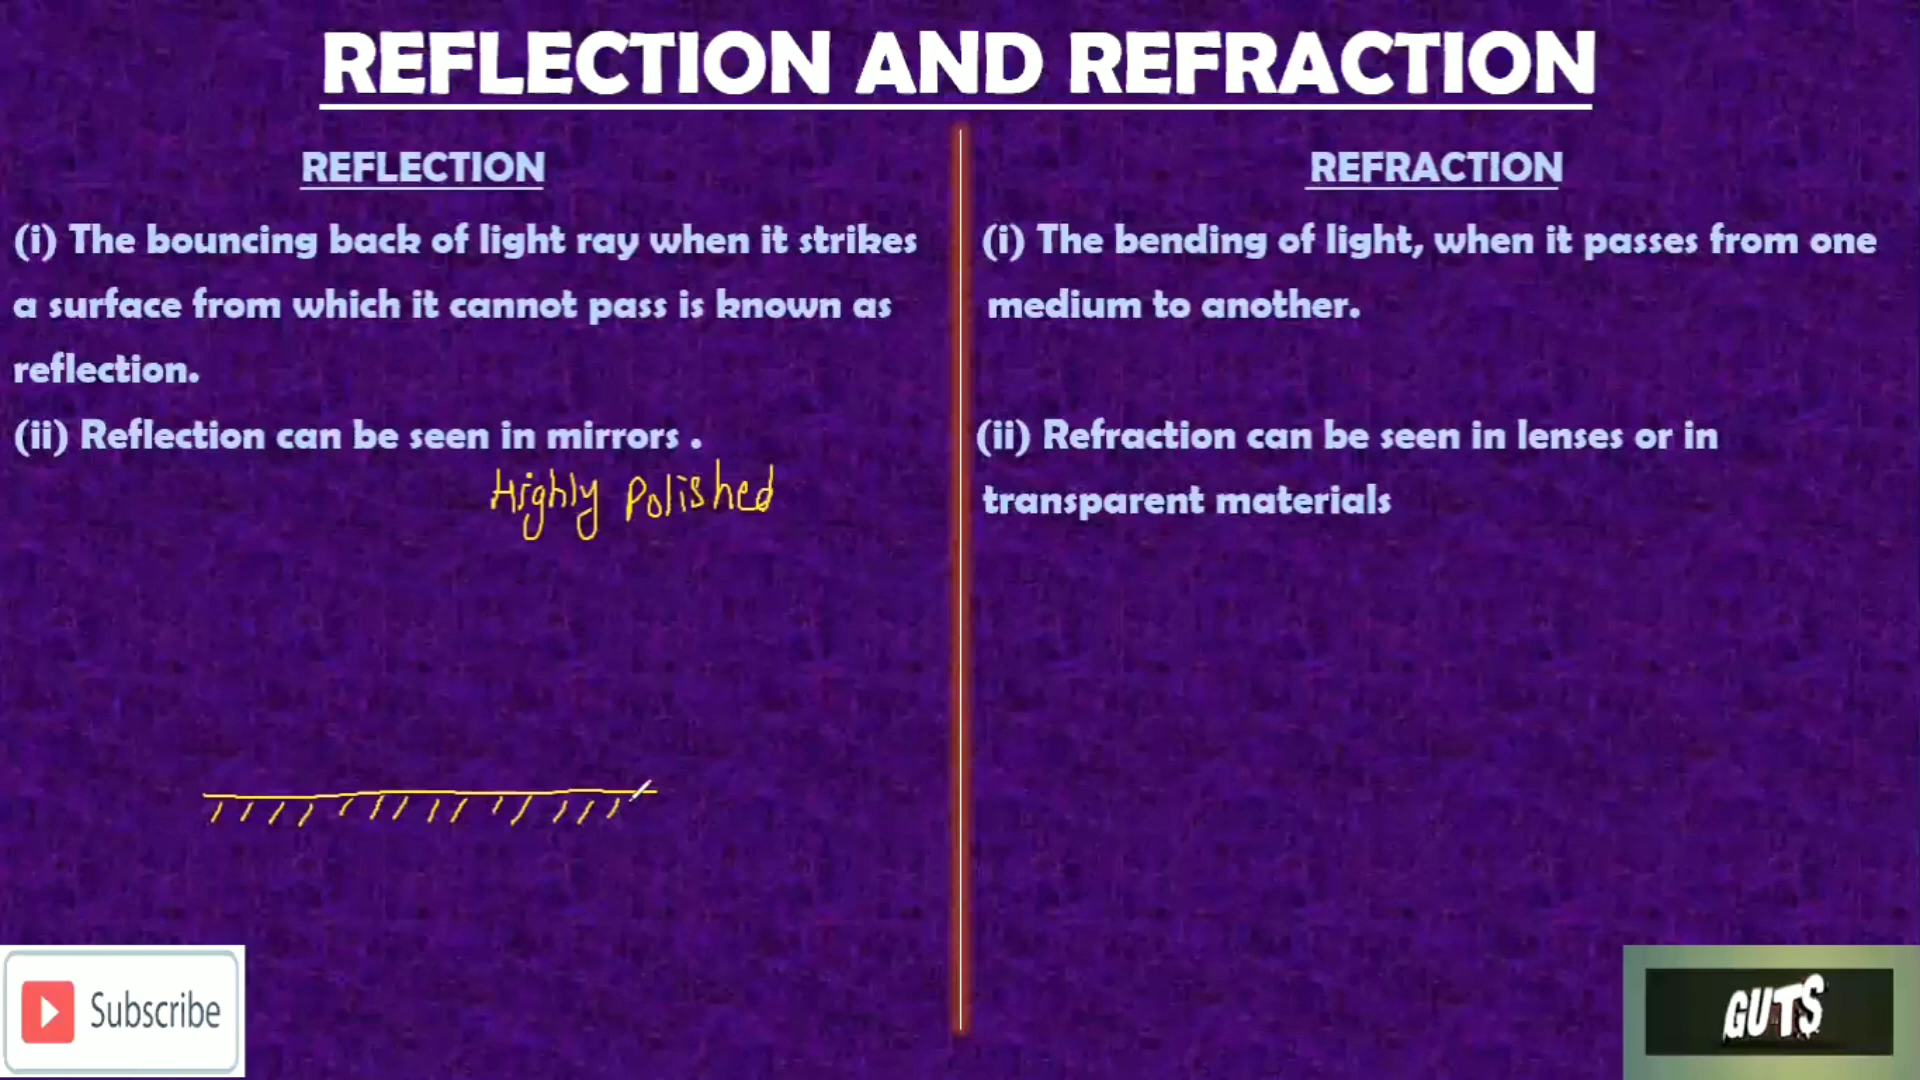 REFLECTION AND REFRACTION
REFLECTION
(i) The bouncing back of light ray when it strikes
a surface from which it cannot pass is known as
reflection.
(ii) Reflection can be seen in mirrors .
Highly Polished
REFRACTION
(i) The bending of light, when it passes from one
medium to another.
(ii) Refraction can be seen in lenses or in
transparent materials
Subscribe
GUTS